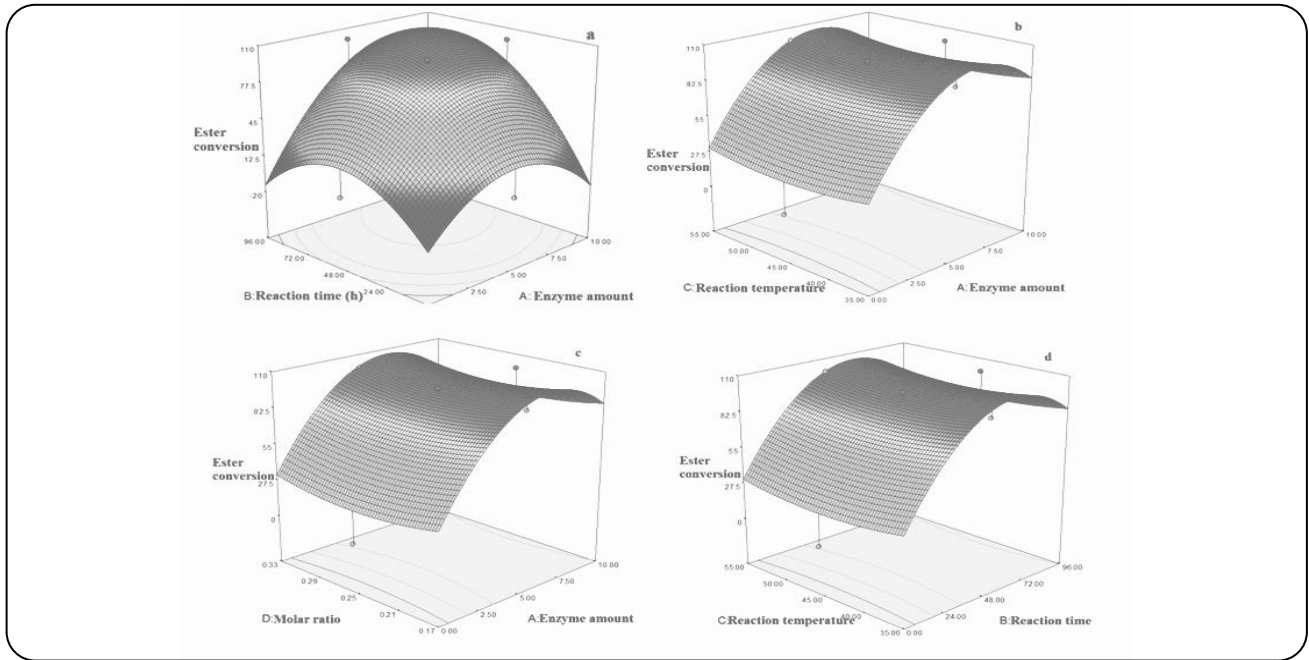 a
110
77.5
45
12.5
-20
Ester
conversion
96.00
72.00
48.00
24.00
B:Reaction time (h)
2.50
5.00
7.50
10.00
A:Enzyme amount
b
110
82.5
55
27.5
0
Ester
conversion
55.00
50.00
45.00
40.00
35.00
C:Reaction temperature
0.00
2.50
5.00
7.50
10.00
A:Enzyme amount
c
110
82.5
55
27.5
0
Ester
conversion
0.33
0.29
0.25
0.21
0.17
D:Molar ratio
0.00
2.50
5.00
7.50
10.00
A:Enzyme amount
d
110
82.5
55
27.5
0
Ester
conversion
55.00
50.00
45.00
40.00
35.00
C:Reaction temperature
0.00
24.00
48.00
72.00
96.00
B:Reaction time